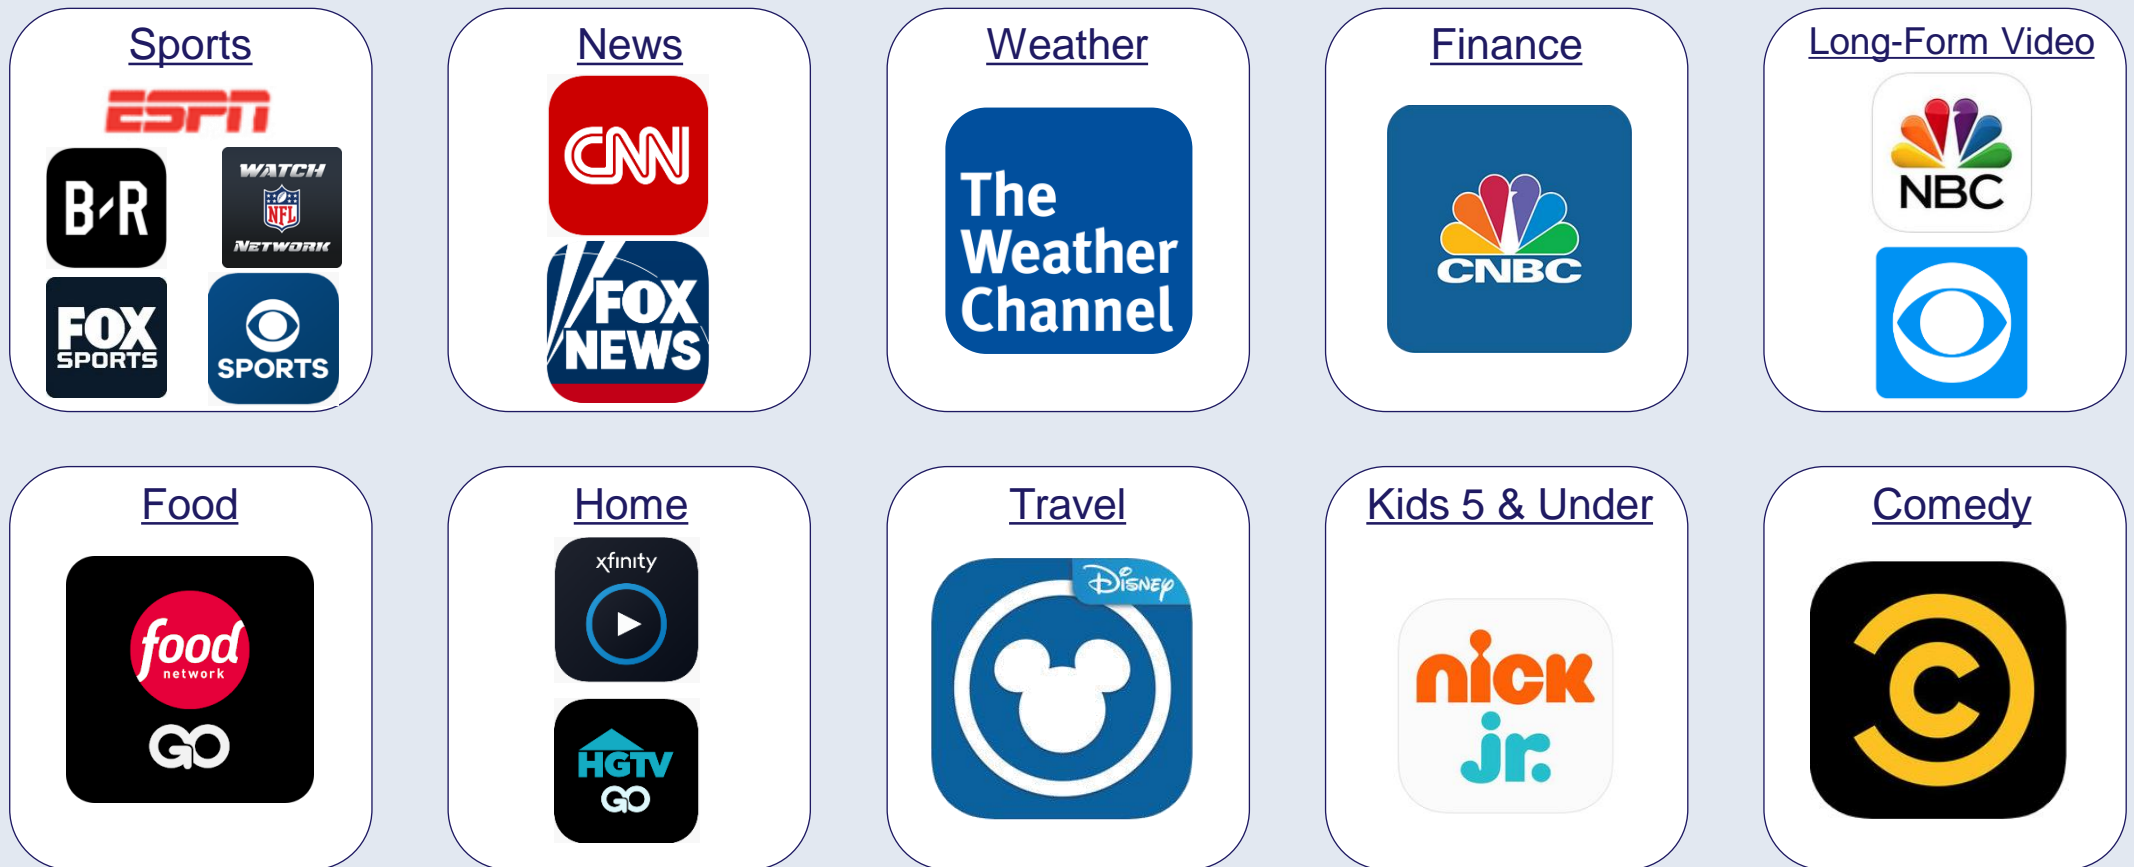 Sports
ESPN
B-R
WATCH
NFL
NETWORK
FOX
SPORTS
SPORTS
News
CNN
FOX
NEWS
Weather
The
Weather
Channel
Finance
CNBC
Long-Form Video
NBC
Food
food
network
GO
Home
xfinity
HGTV
GO
Travel
Disney
Kids 5 & Under
nick
jr.
Comedy